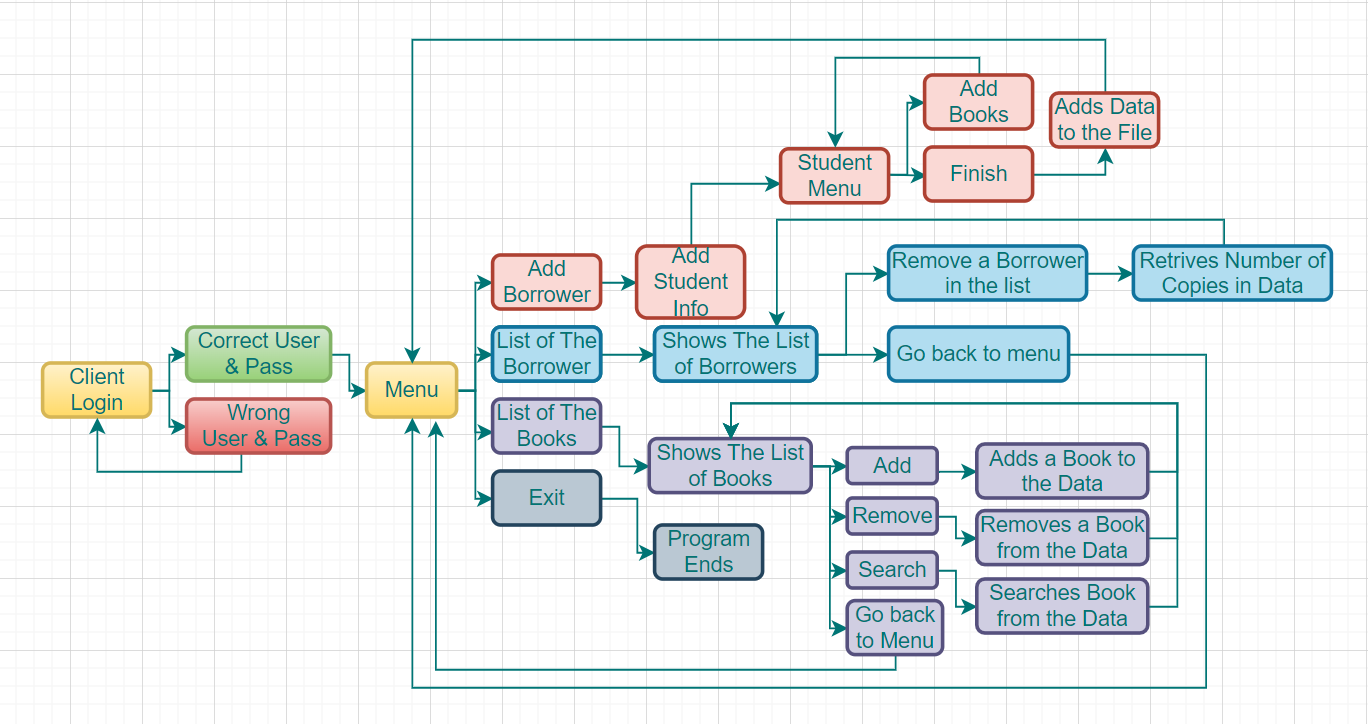 Add
Books
Adds Data
to the File
Student
Menu
Finish
Add
Borrower
Add
Student
Info
Remove a Borrower
in the list
Retrives Number of
Copies in Data
Correct User
& Pass
List of The
Borrower
Shows The List
of Borrowers
Go back to menu
Client
Login
Menu
Wrong
User & Pass
List of The
Books
Shows The List
of Books
Add
Adds a Book to
the Data
Exit
Remove
Removes a Book
from the Data
Program
Ends
Search
Searches Book
from the Data
Go back
to Menu